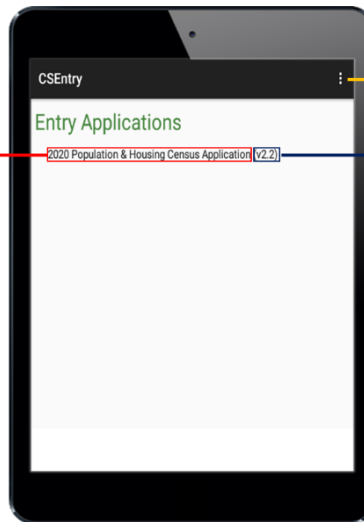 CSEntry
Entry Applications
2020 Population & Housing Census Application (v2.2)